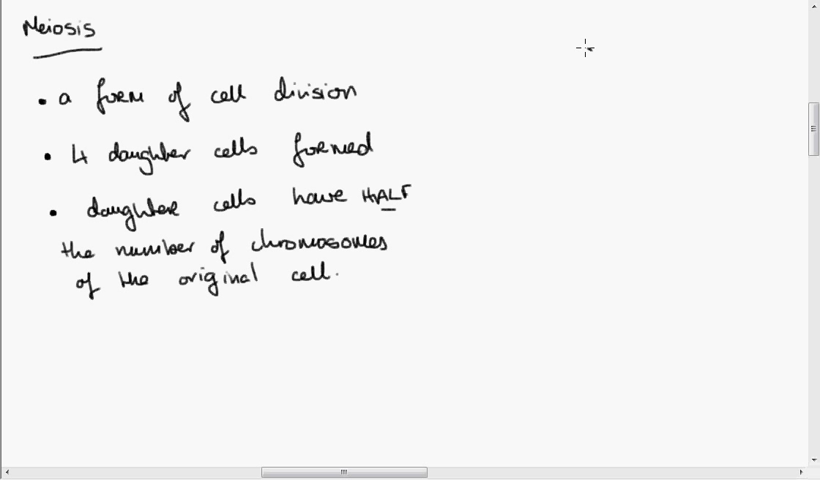 Meiosis
• a form of cell division
• 4 daughter cells formed
• daughter cells have HALF
the number of chromosomes
of the original cell.